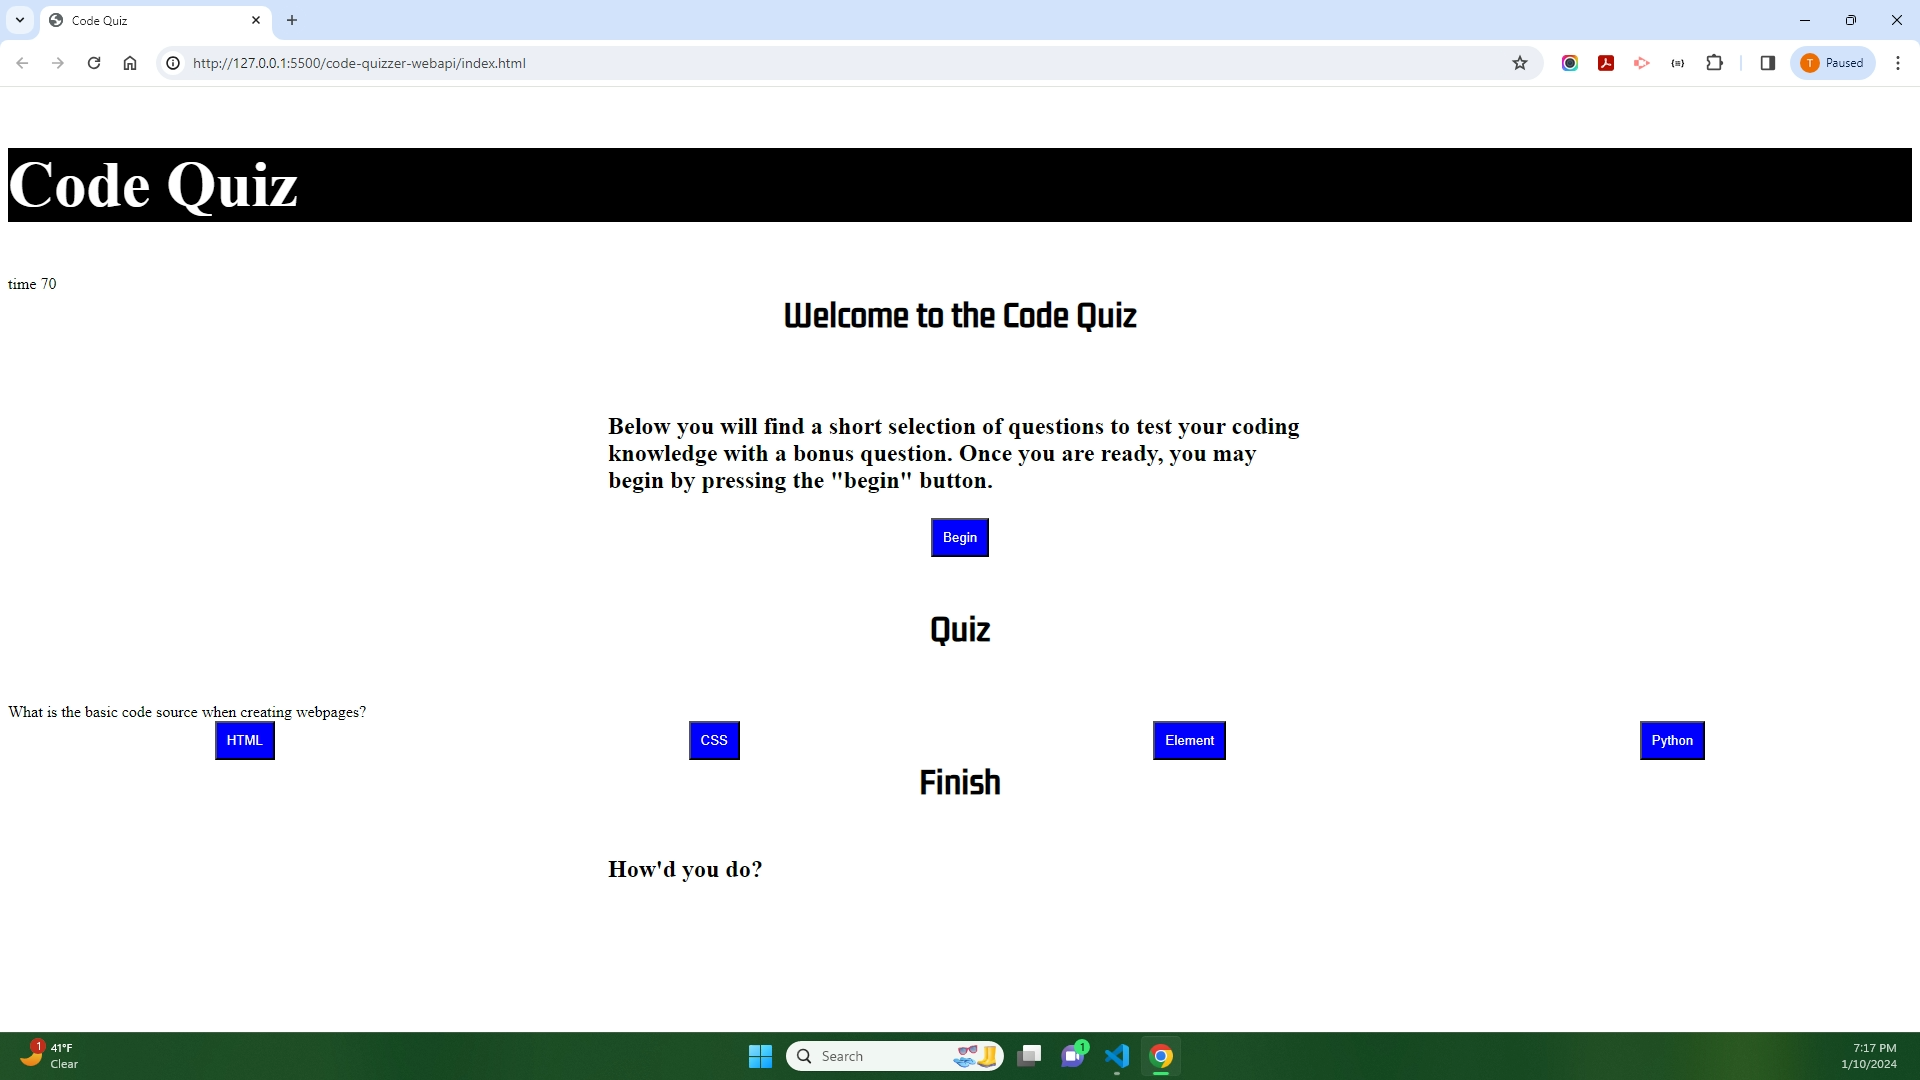 Code Quiz
http://127.0.0.1:5500/code-quizzer-webapi/index.html
T Paused
Code Quiz
time 70
Welcome to the Code Quiz
Below you will find a short selection of questions to test your coding
knowledge with a bonus question. Once you are ready, you may
begin by pressing the "begin" button.
Begin
Quiz
What is the basic code source when creating webpages?
HTML CSS Element Python
Finish
How'd you do?
1 41°F
Clear
Search
1
7:17 PM
1/10/2024